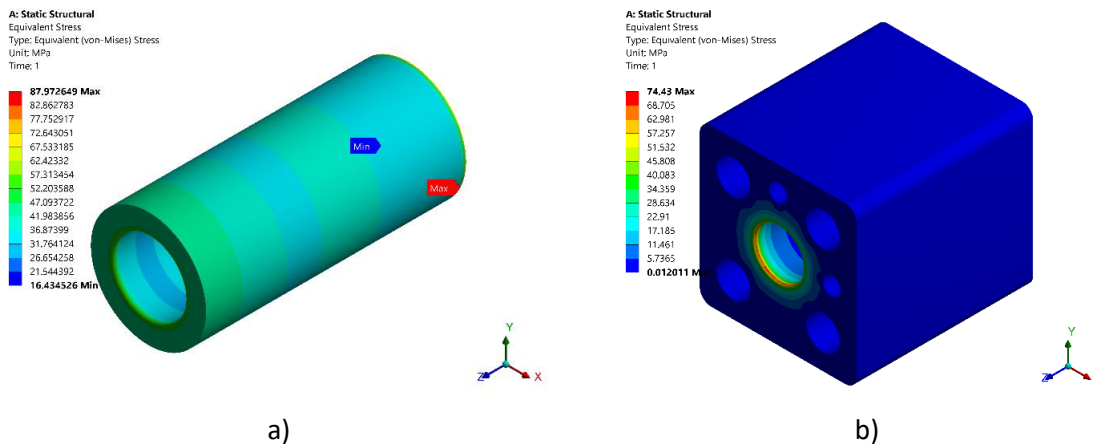 A: Static Structural
Equivalent Stress
Type: Equivalent (von-Mises) Stress
Unit: MPa
Time: 1
87.972649 Max
82.862783
77.752917
72.643051
67.533185
62.42332
57.313454
52.203588
47.093722
41.983856
36.87399
31.764124
26.654258
21.544392
16.434526 Min
Min
Max
Y
Z
X
a)
A: Static Structural
Equivalent Stress
Type: Equivalent (von-Mises) Stress
Unit: MPa
Time: 1
74.43 Max
68.705
62.981
57.257
51.532
45.808
40.083
34.359
28.634
22.91
17.185
11.461
5.7365
0.012011 M
Y
Z
b)